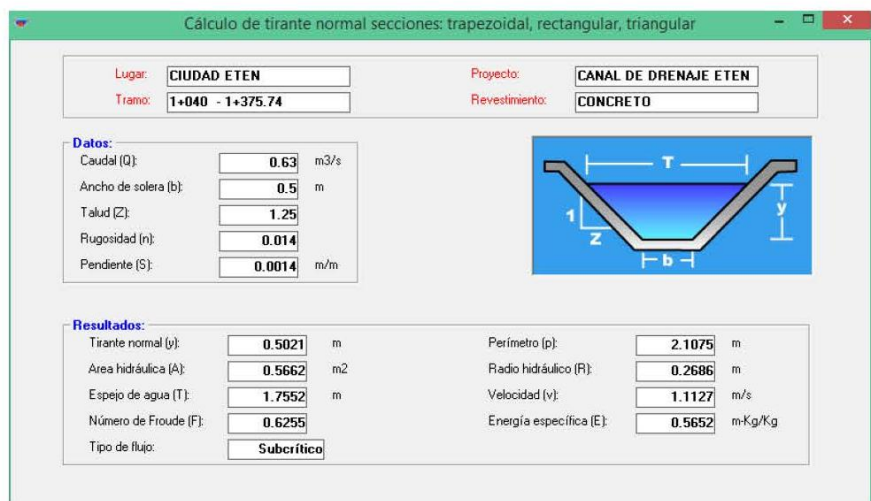 Cálculo de tirante normal secciones: trapezoidal, rectangular, triangular
Lugar: CIUDAD ETEN Proyecto: CANAL DE DRENAJE ETEN
Tramo: 1+040 - 1+375.74 Revestimiento: CONCRETO
Datos:
Caudal (Q): 0.63 m3/s
Ancho de solera (b): 0.5 m
Talud (Z): 1.25
Rugosidad (n): 0.014
Pendiente (S): 0.0014 m/m
T
1
Z
b
y
Resultados:
Tirante normal (y): 0.5021 m Perímetro (p): 2.1075 m
Area hidráulica (A): 0.5662 m2 Radio hidráulico (R): 0.2686 m
Espejo de agua (T): 1.7552 m Velocidad (v): 1.1127 m/s
Número de Froude (F): 0.6255 Energía específica (E): 0.5652 m-Kg/Kg
Tipo de flujo: Subcrítico